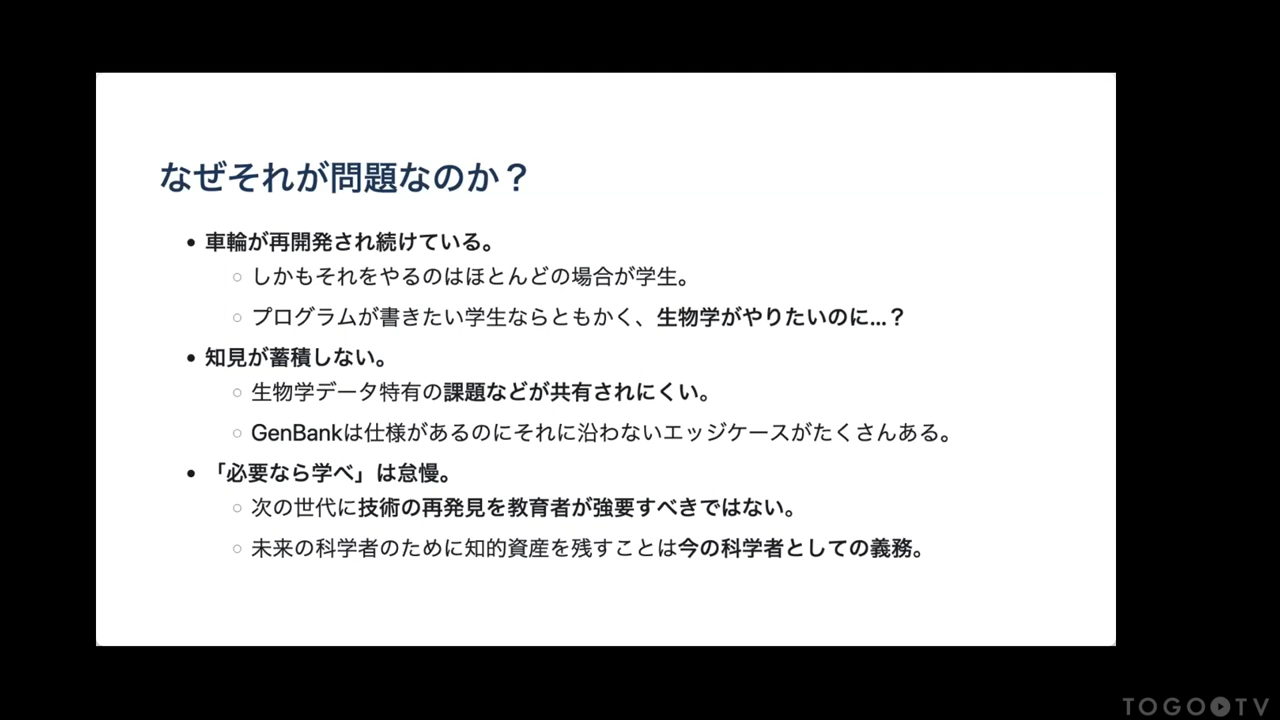 なぜそれが問題なのか？
• 車輪が再開発され続けている。
○ しかもそれをやるのはほとんどの場合が学生。
○ プログラムが書きたい学生ならともかく、生物学がやりたいのに...？
• 知見が蓄積しない。
○ 生物学データ特有の課題などが共有されにくい。
○ GenBankは仕様があるのにそれに沿わないエッジケースがたくさんある。
• 「必要なら学べ」は怠慢。
○ 次の世代に技術の再発見を教育者が強要すべきではない。
○ 未来の科学者のために知的資産を残すことは今の科学者としての義務。
TOGOTV